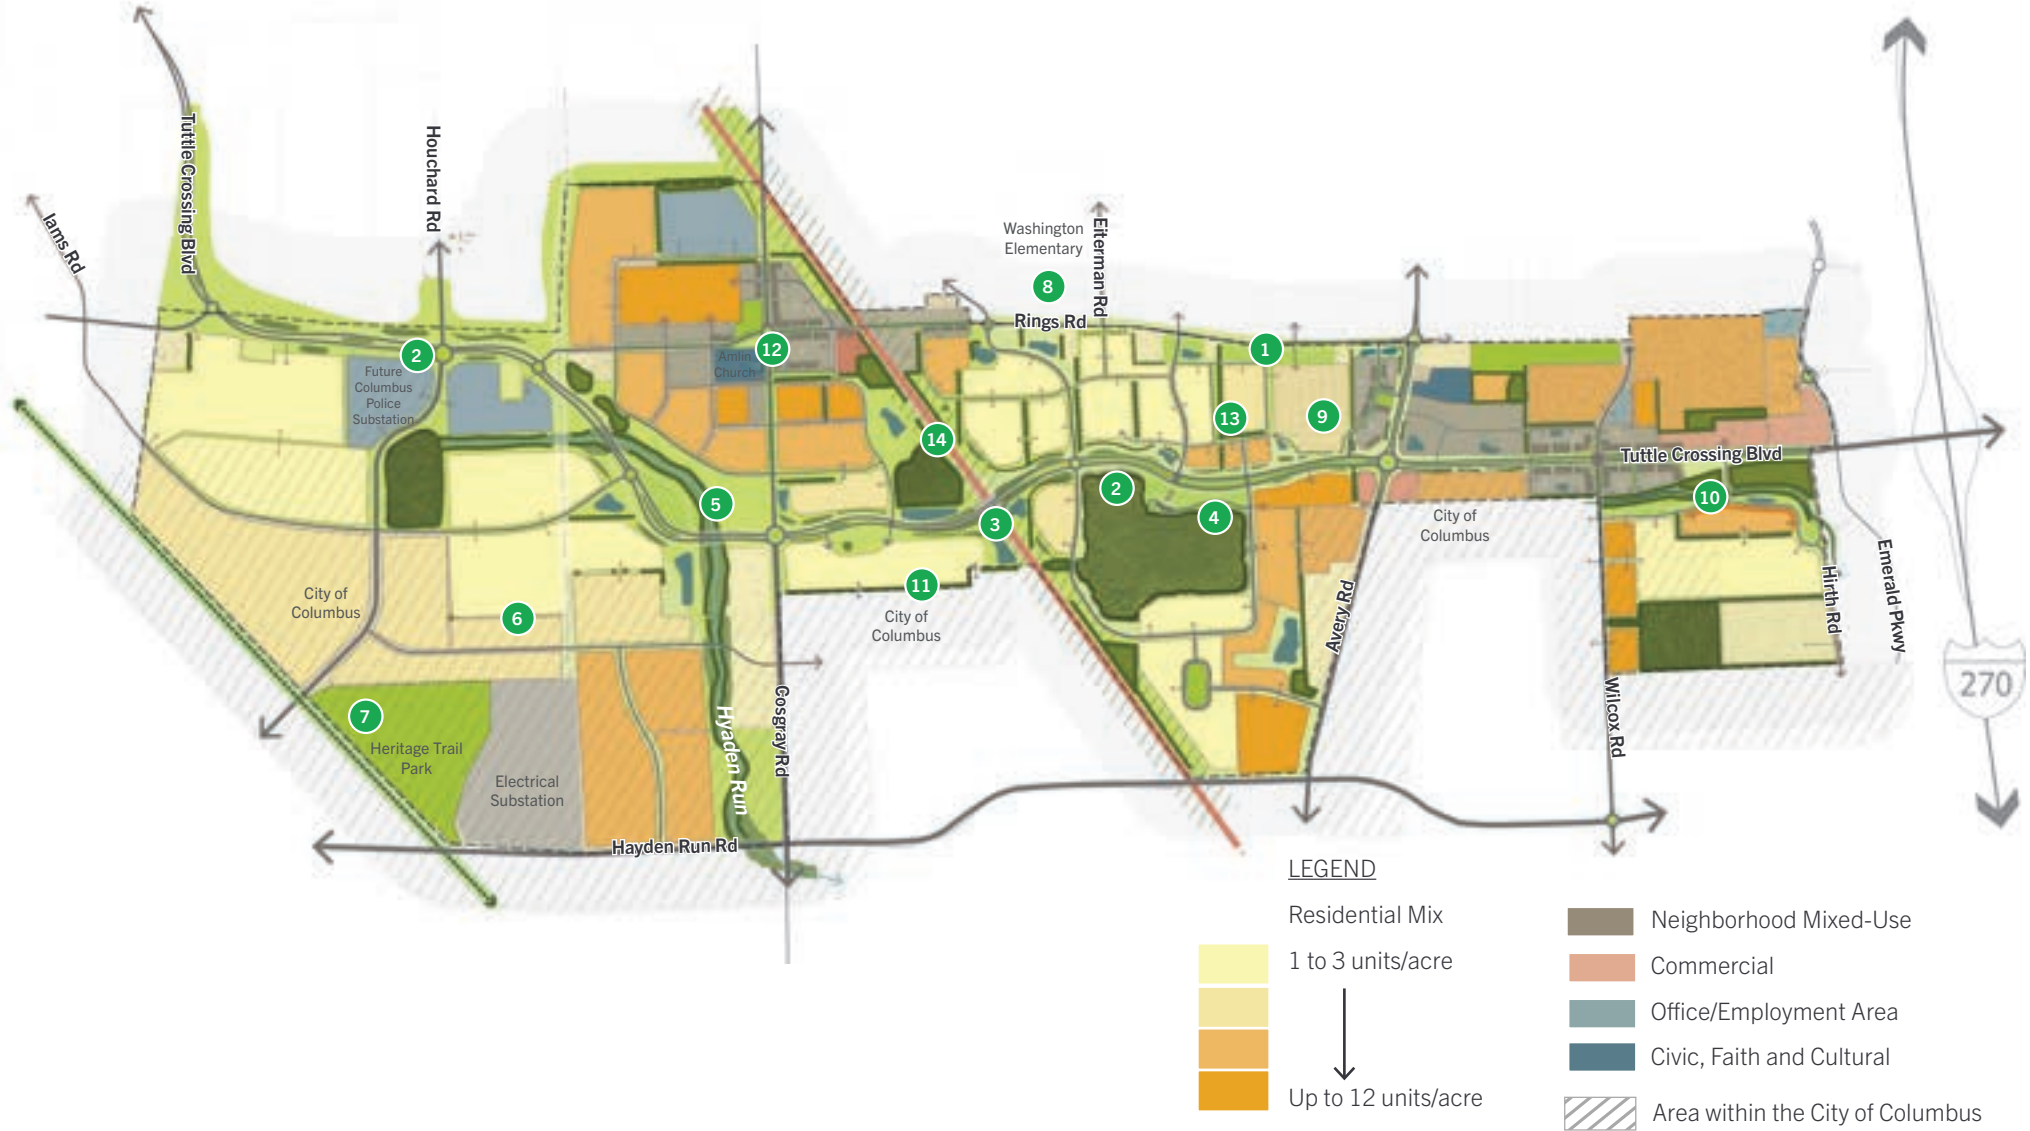 Tuttle Crossing Blvd
Iams Rd
Houchard Rd
Washington
Elementary
8
Eiterman Rd
Rings Rd
2
Future
Columbus
Police
Substation
Amlin
Church
12
1
14
13
9
Tuttle Crossing Blvd
5
3
2
4
10
City of
Columbus
City of
Columbus
6
11
City of
Columbus
Avery Rd
Hirth Rd
Emerald Pkwy
270
7
Heritage Trail
Park
Electrical
Substation
Hyaden Run
Cosgray Rd
Wilcox Rd
Hayden Run Rd
LEGEND
Residential Mix
1 to 3 units/acre
Up to 12 units/acre
Neighborhood Mixed-Use
Commercial
Office/Employment Area
Civic, Faith and Cultural
Area within the City of Columbus